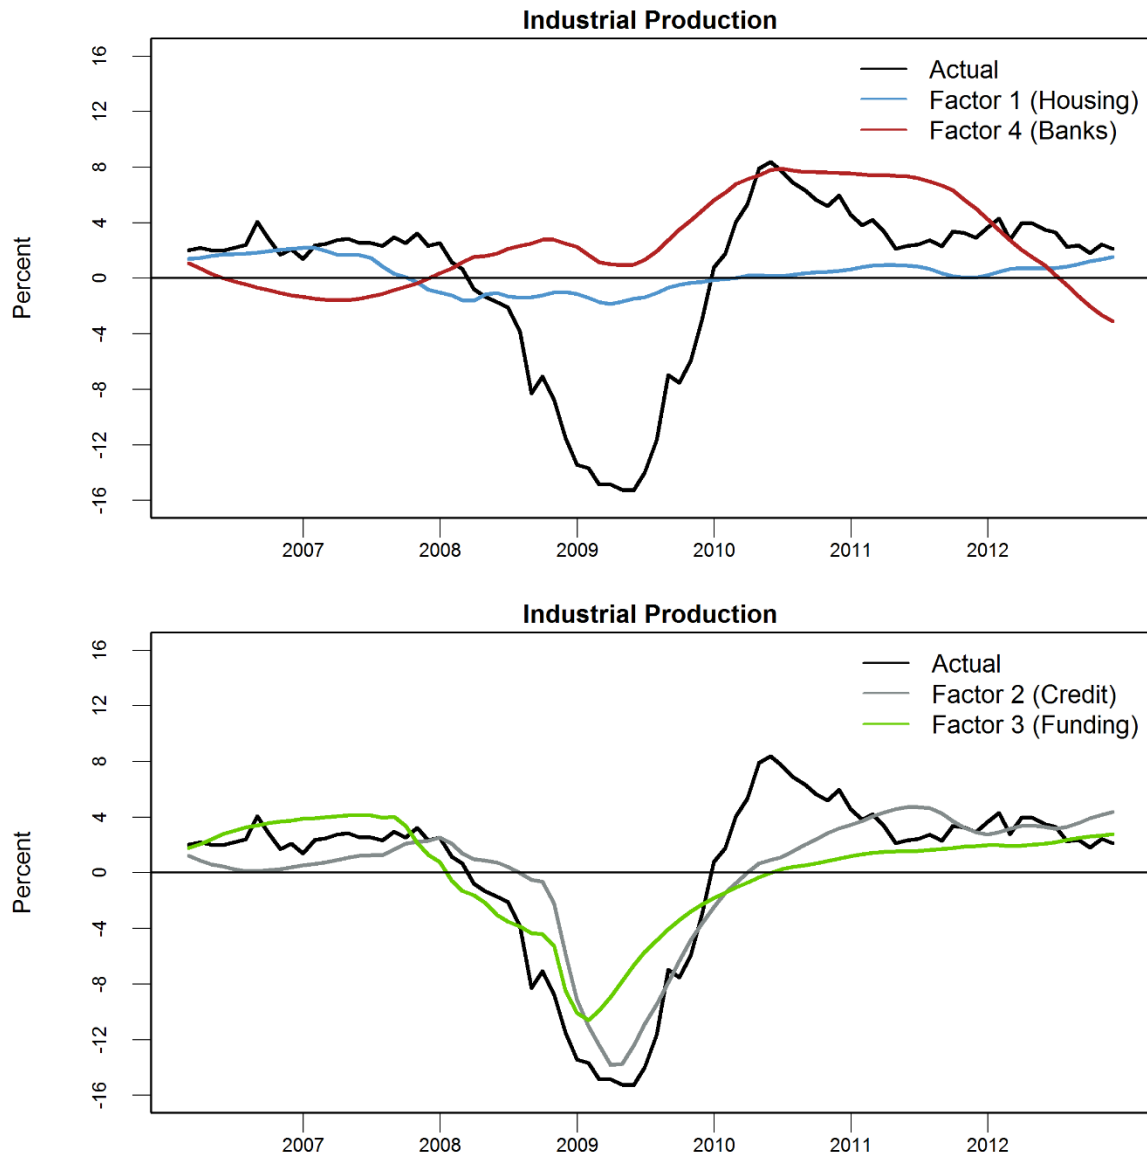 Industrial Production
Actual
Factor 1 (Housing)
Factor 4 (Banks)
Percent
16
12
8
4
0
-4
-8
-12
-16
2007 2008 2009 2010 2011 2012
Industrial Production
Actual
Factor 2 (Credit)
Factor 3 (Funding)
Percent
16
12
8
4
0
-4
-8
-12
-16
2007 2008 2009 2010 2011 2012